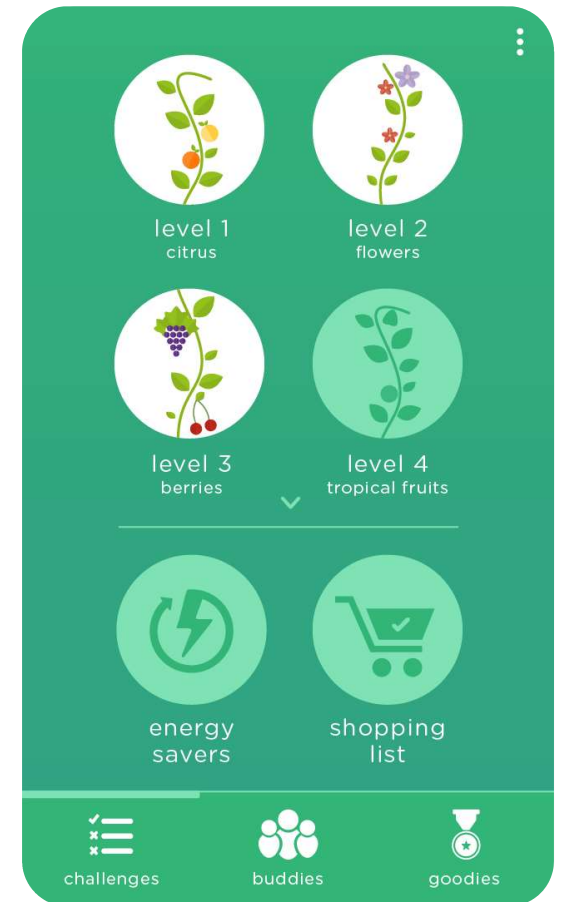 level 1
citrus
level 2
flowers
level 3
berries
level 4
tropical fruits
energy
savers
shopping
list
challenges
buddies
goodies